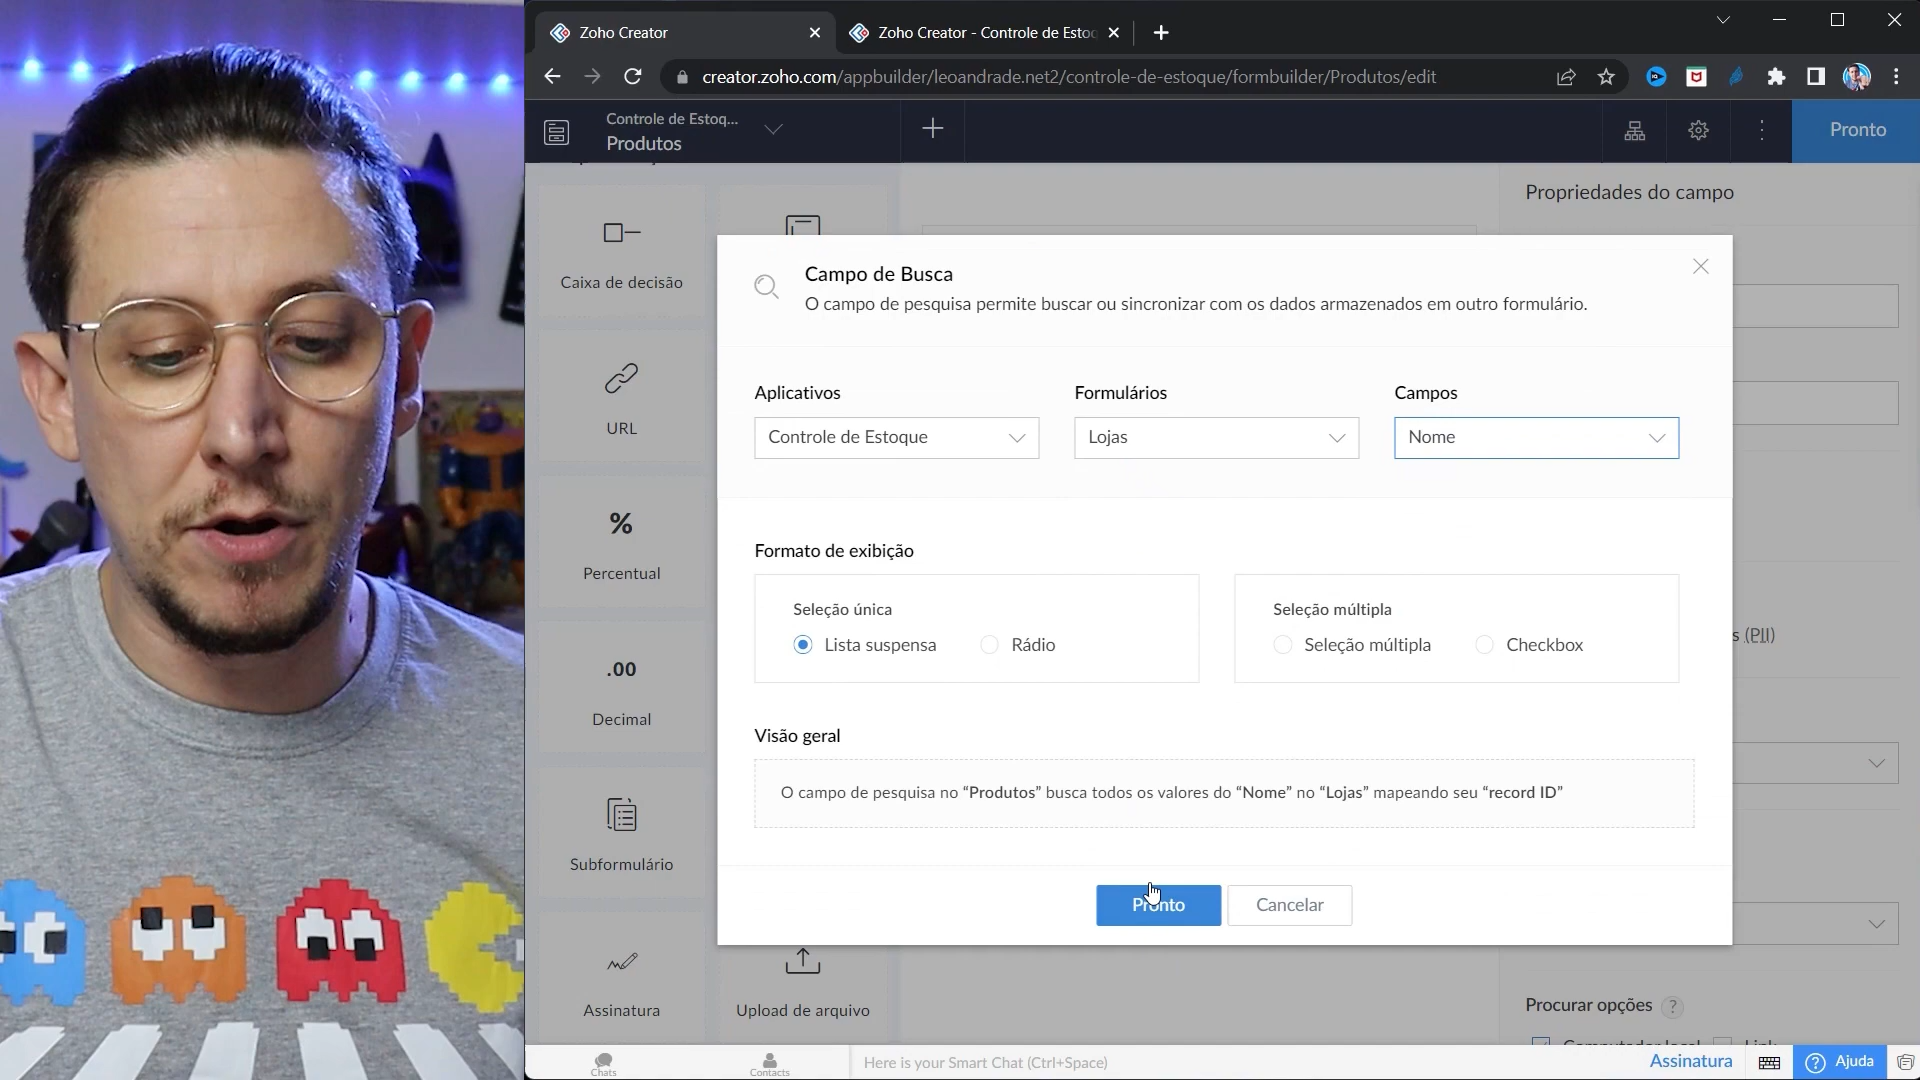 Zoho Creator
Zoho Creator - Controle de Esto
creator.zoho.com/appbuilder/leoandrade.net2/controle-de-estoque/formbuilder/Produtos/edit
Controle de Estoq...
Produtos
Pronto
Propriedades do campo
Caixa de decisão
URL
%
Percentual
.00
Decimal
Subformulário
Assinatura
Upload de arquivo
Campo de Busca
O campo de pesquisa permite buscar ou sincronizar com os dados armazenados em outro formulário.
Aplicativos
Formulários
Campos
Controle de Estoque
Lojas
Nome
Formato de exibição
Seleção única
Lista suspensa
Rádio
Seleção múltipla
Seleção múltipla
Checkbox
Visão geral
O campo de pesquisa no “Produtos” busca todos os valores do “Nome” no “Lojas” mapeando seu “record ID”
Pronto
Cancelar
s (PII)
Procurar opções ?
Chats
Contacts
Here is your Smart Chat (Ctrl+Space)
Assinatura
? Ajuda